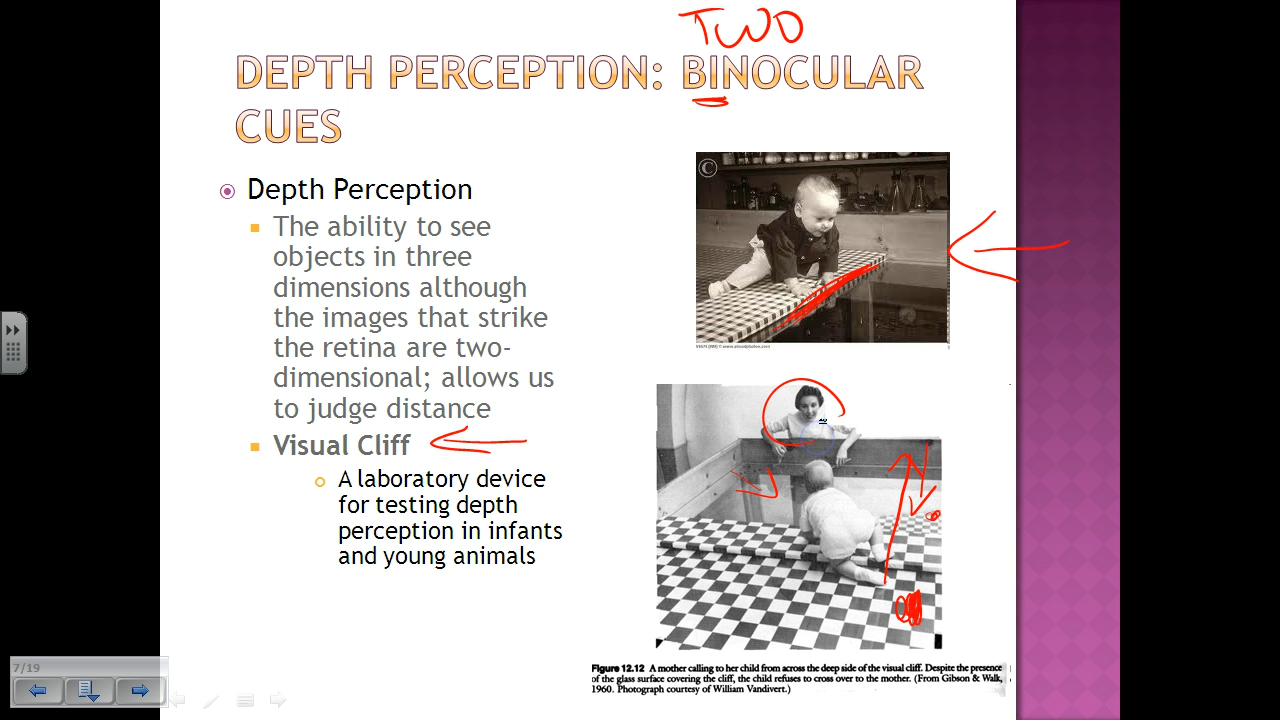 TWO
DEPTH PERCEPTION: BINOCULAR
CUES
Depth Perception
The ability to see
objects in three
dimensions although
the images that strike
the retina are two-
dimensional; allows us
to judge distance
Visual Cliff
A laboratory device
for testing depth
perception in infants
and young animals
©
Figure 12.12 A mother calling to her child from across the deep side of the visual cliff. Despite the presence
of the glass surface covering the cliff, the child refuses to cross over to the mother. (From Gibson & Walk,
1960. Photograph courtesy of William Vandivert.)
7/19